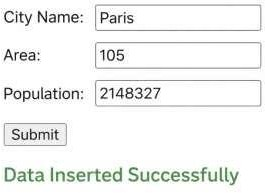 City Name: Paris
Area: 105
Population: 2148327
Submit
Data Inserted Successfully